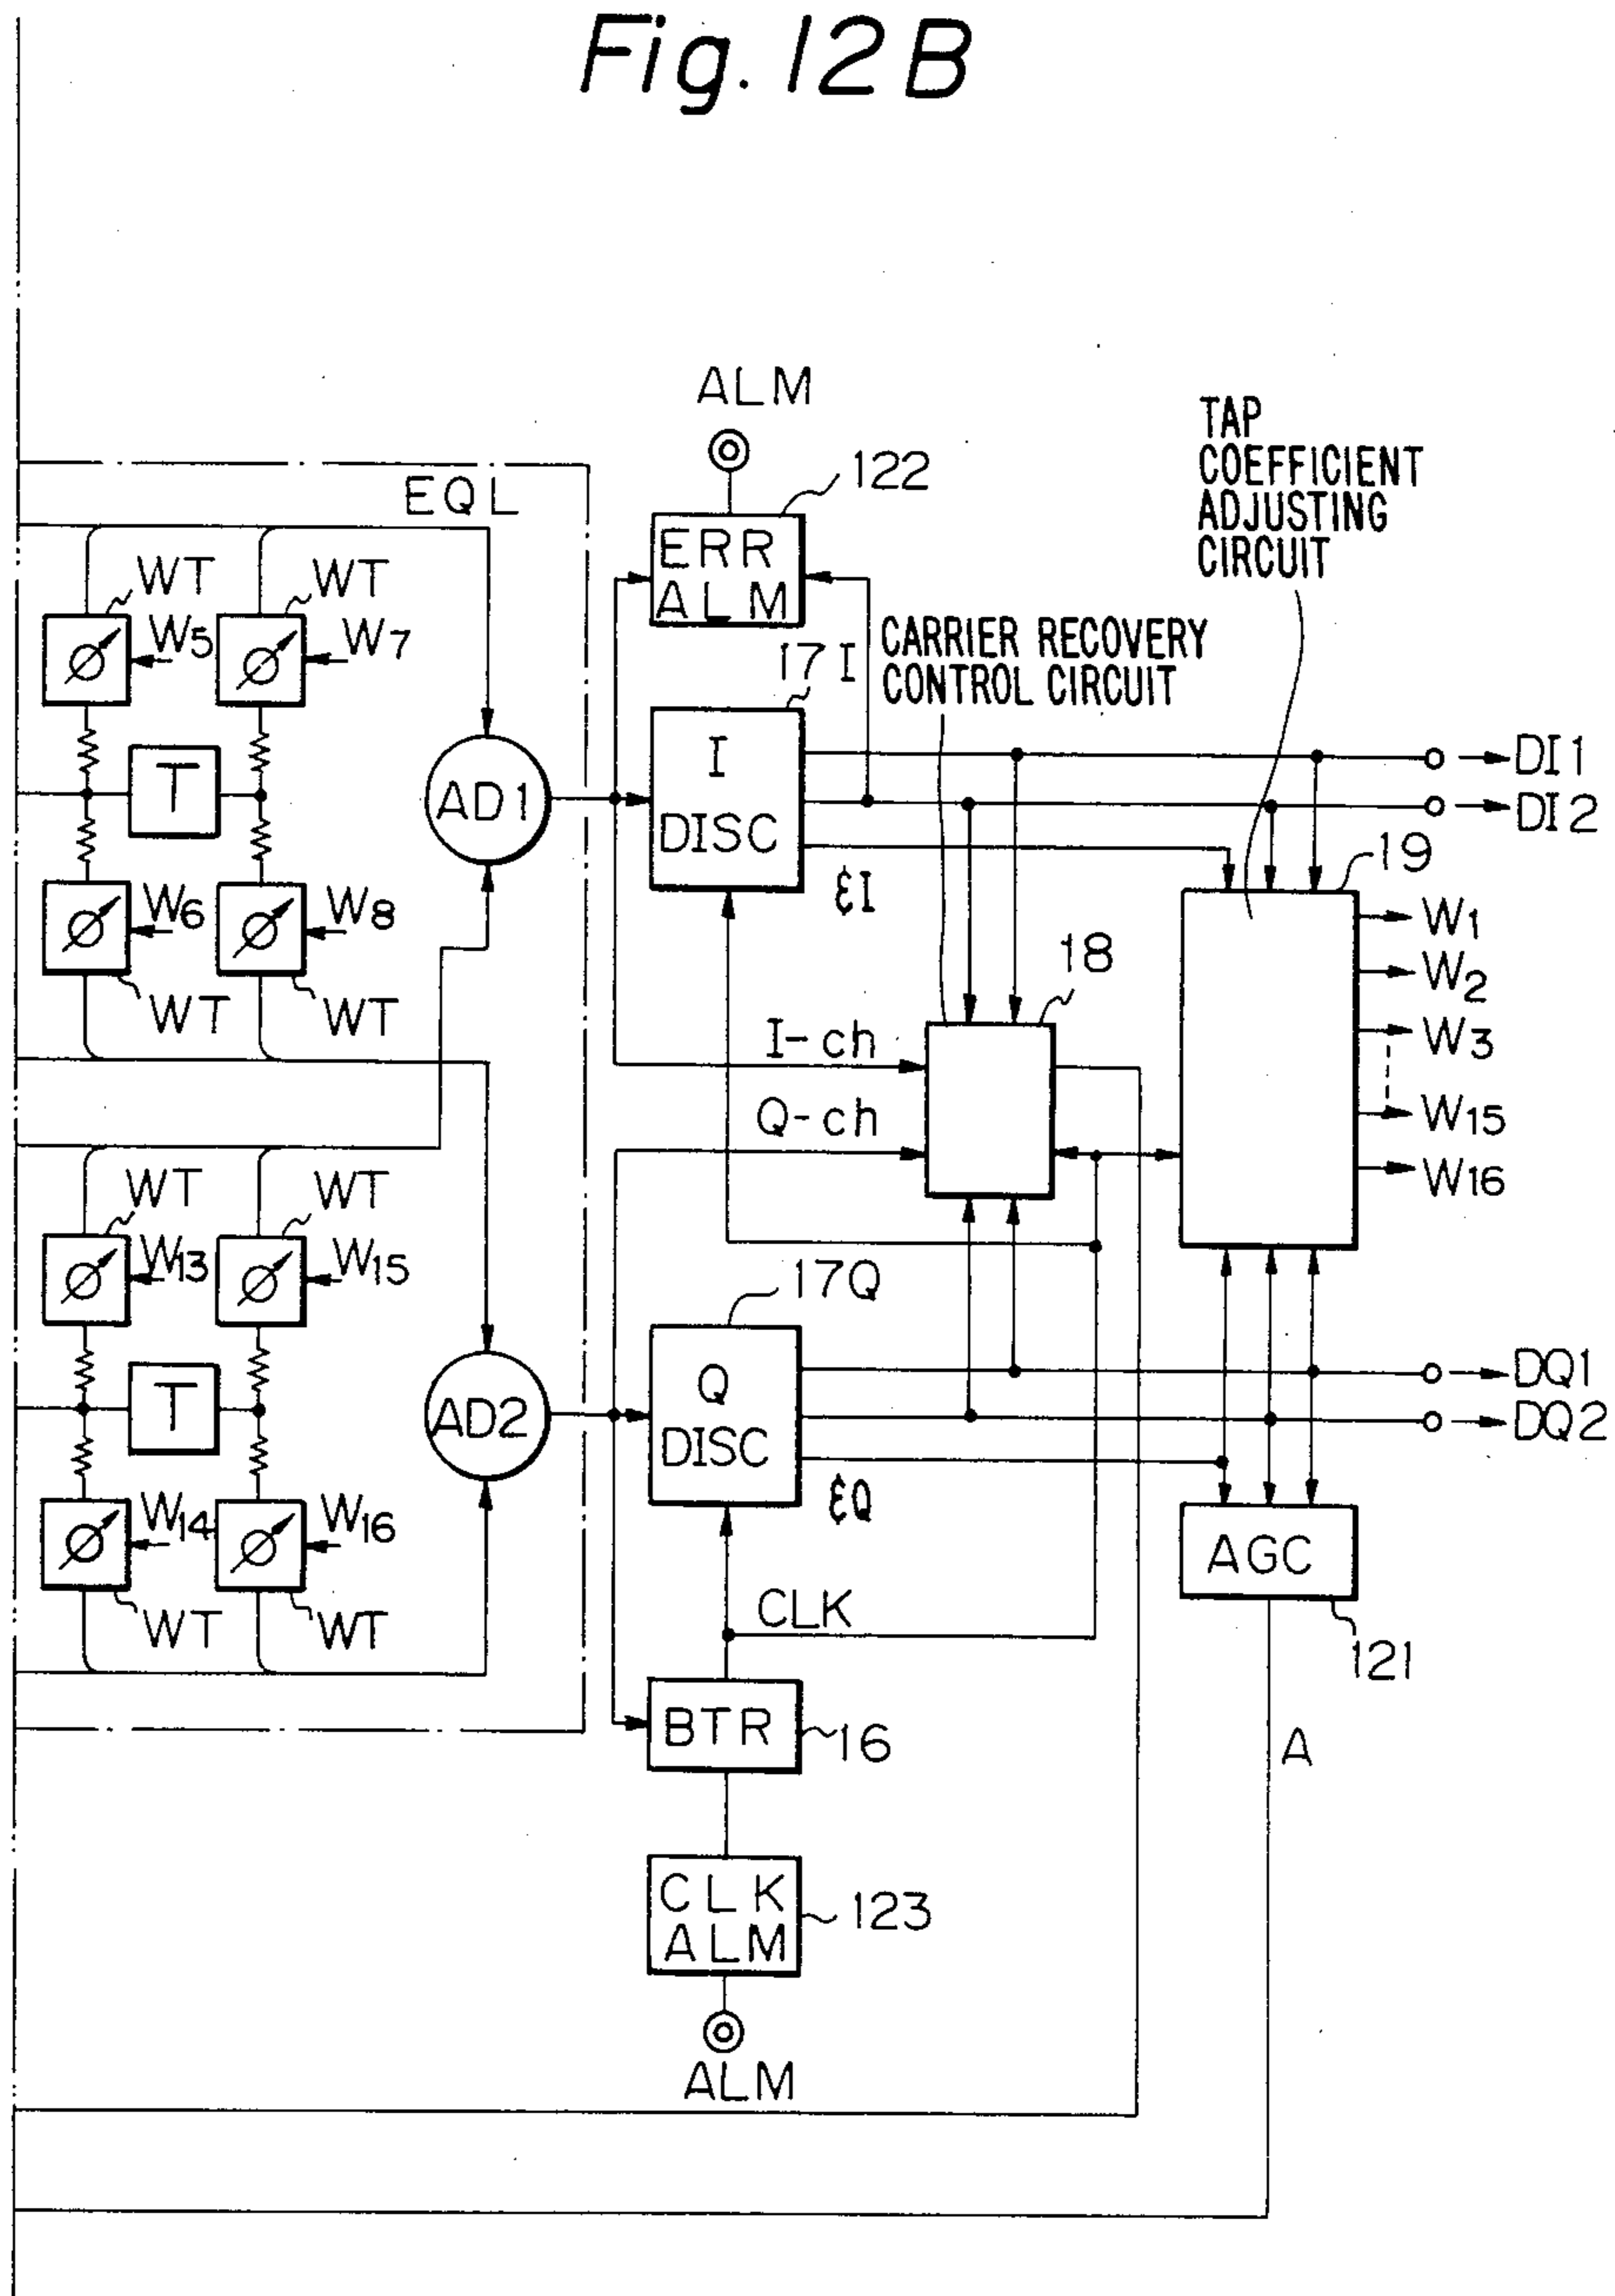 Fig. 12B
ALM
TAP
COEFFICIENT
ADJUSTING
CIRCUIT
EQL
122
ERR
ALM
WT
WT
W5
W7
CARRIER RECOVERY
CONTROL CIRCUIT
17I
I
DISC
T
AD1
DI1
DI2
19
εI
W6
W8
WT
WT
18
W1
W2
W3
W15
W16
I-ch
Q-ch
WT
WT
W13
W15
17Q
Q
DISC
T
AD2
DQ1
DQ2
εQ
W14
W16
WT
WT
AGC
121
CLK
BTR
16
A
CLK
ALM
123
ALM